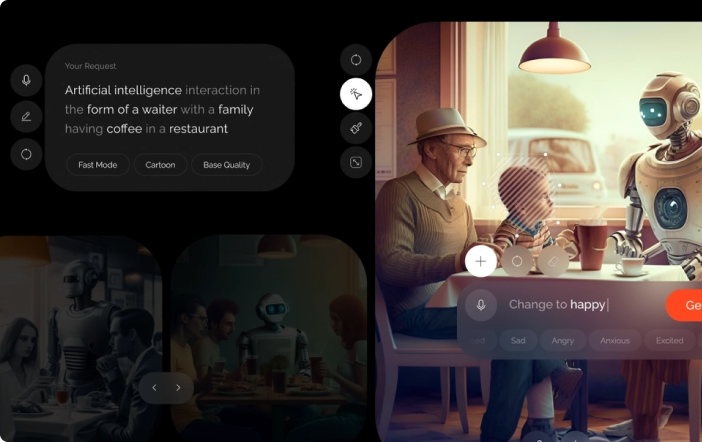 Your Request
Artificial intelligence interaction in
the form of a waiter with a family
having coffee in a restaurant
Fast Mode
Cartoon
Base Quality
Change to happy
Ge
Sad
Angry
Anxious
Excited